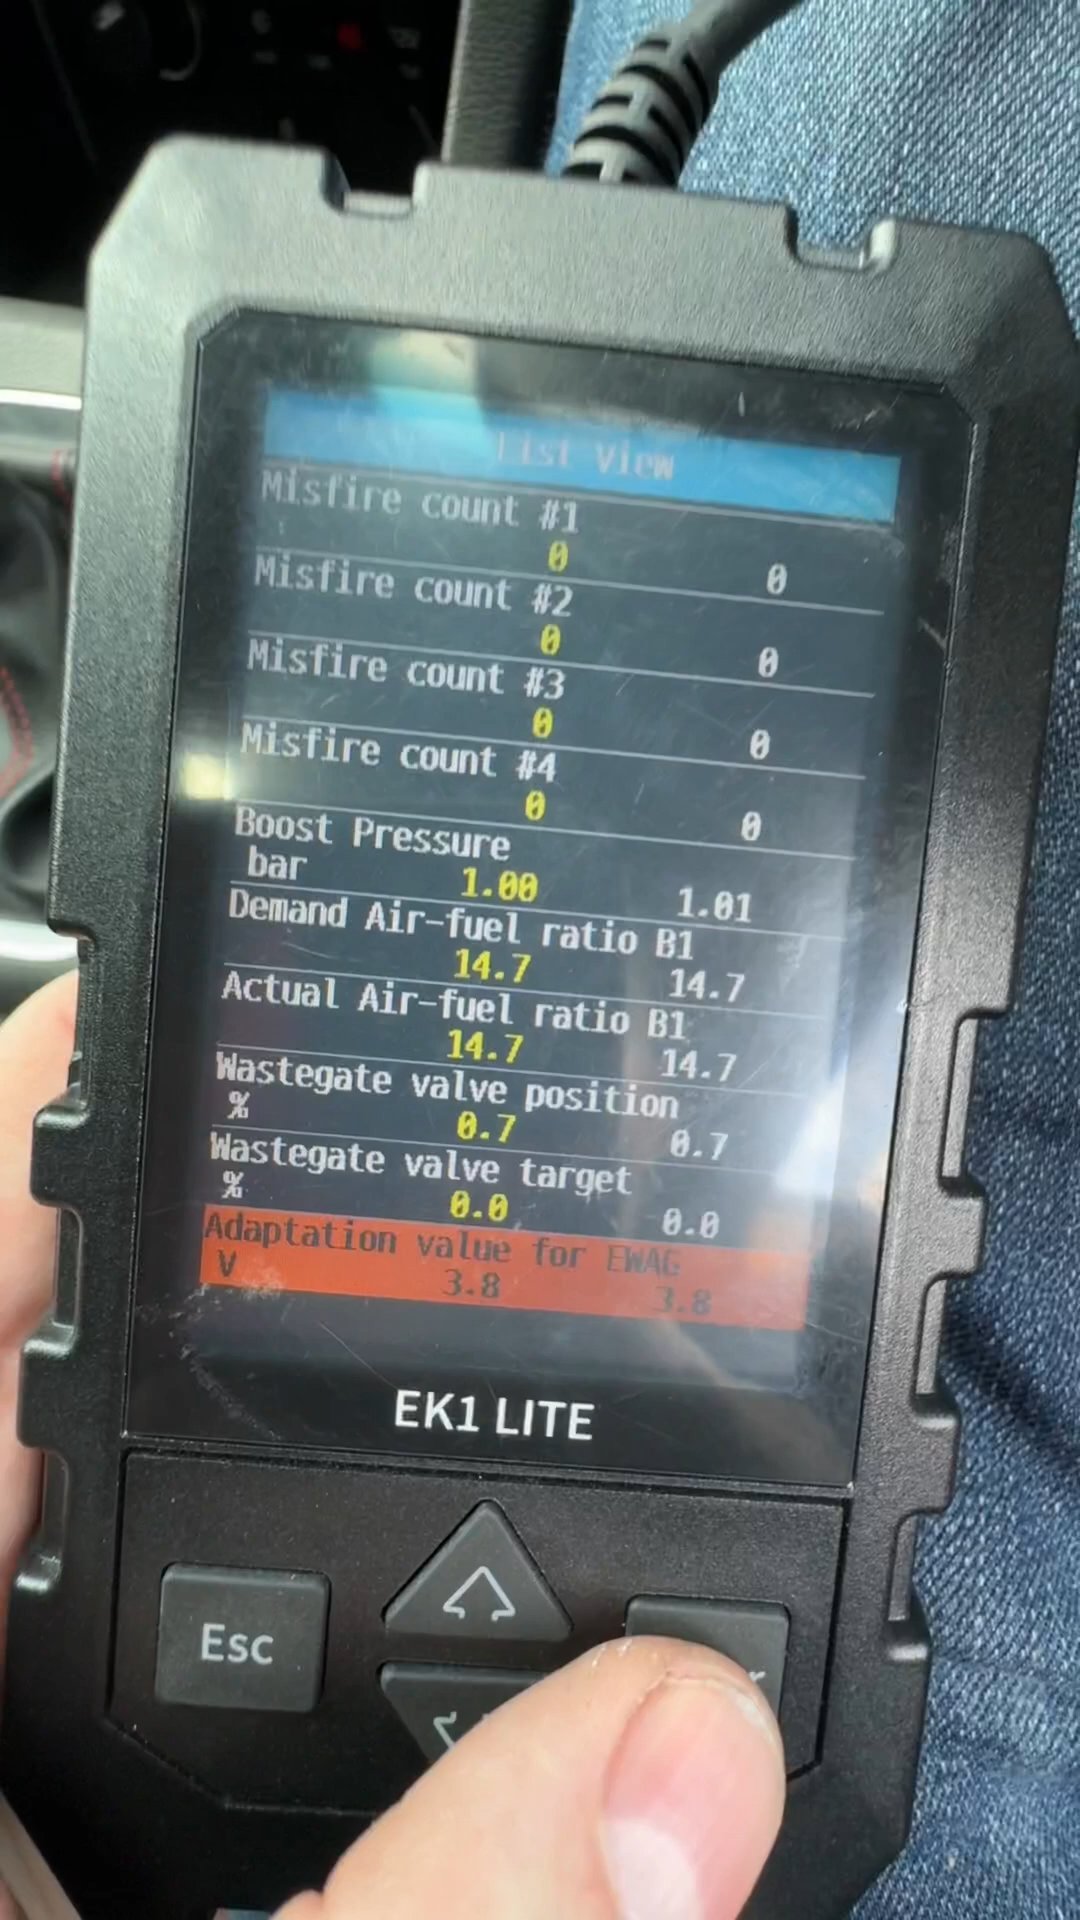 List View
Misfire count #1
0 0
Misfire count #2
0 0
Misfire count #3
0 0
Misfire count #4
0 0
Boost Pressure
bar 1.00 1.01
Demand Air-fuel ratio B1
14.7 14.7
Actual Air-fuel ratio B1
14.7 14.7
Wastegate valve position
% 0.7 0.7
Wastegate valve target
% 0.0 0.0
Adaptation value for EWAG
V 3.8 3.8
EK1 LITE
Esc